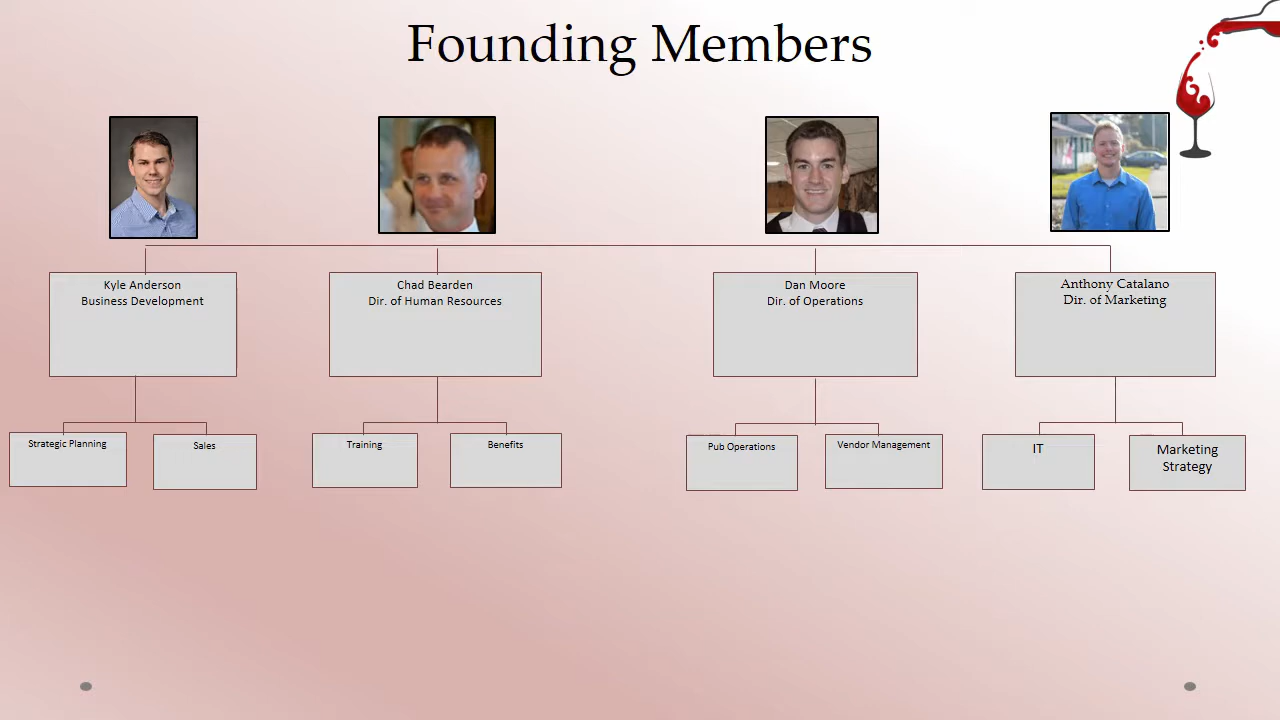 Founding Members
Kyle Anderson
Business Development
Chad Bearden
Dir. of Human Resources
Dan Moore
Dir. of Operations
Anthony Catalano
Dir. of Marketing
Strategic Planning
Sales
Training
Benefits
Pub Operations
Vendor Management
IT
Marketing
Strategy